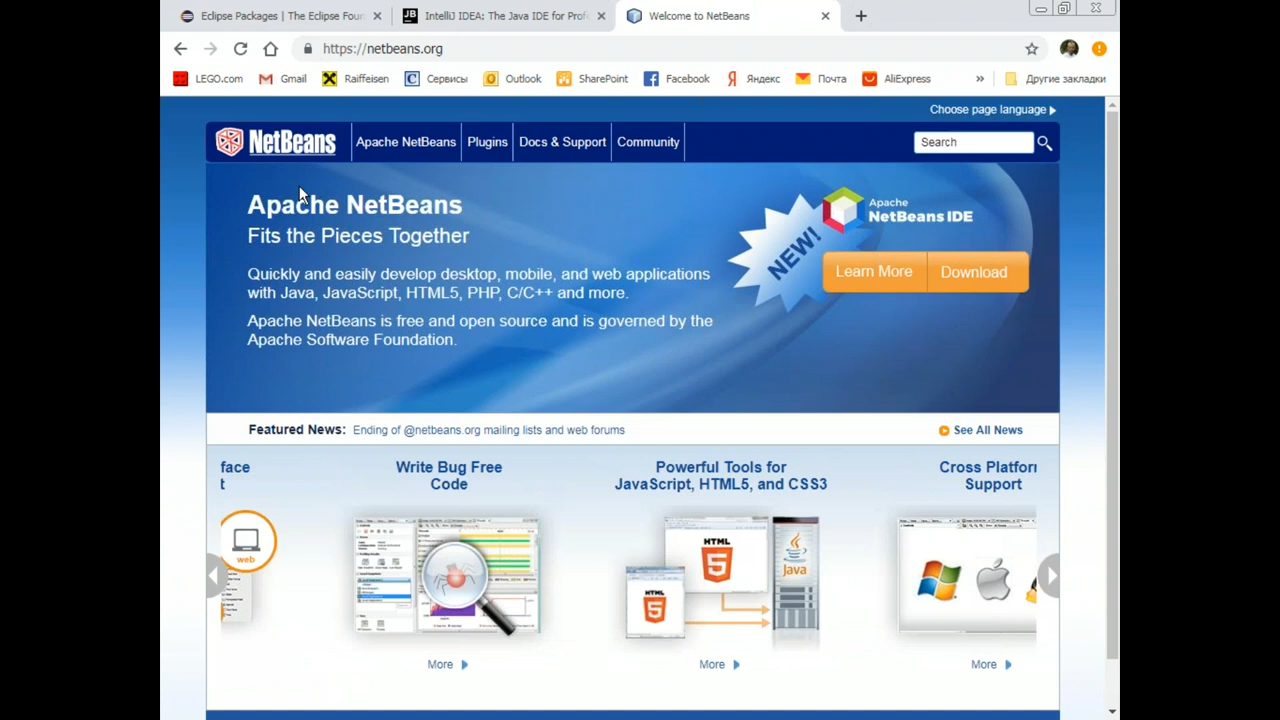 Eclipse Packages | The Eclipse Four
IntelliJ IDEA: The Java IDE for Prof
Welcome to NetBeans
https://netbeans.org
LEGO.com
Gmail
Raiffeisen
Сервисы
Outlook
SharePoint
Facebook
Яндекс
Почта
AliExpress
»
Другие закладки
Choose page language
NetBeans
Apache NetBeans
Plugins
Docs & Support
Community
Search
Apache NetBeans
Fits the Pieces Together
Quickly and easily develop desktop, mobile, and web applications
with Java, JavaScript, HTML5, PHP, C/C++ and more.
Apache NetBeans is free and open source and is governed by the
Apache Software Foundation.
NEW!
Apache
NetBeans IDE
Learn More
Download
Featured News: Ending of @netbeans.org mailing lists and web forums
See All News
face
t
web
Write Bug Free
Code
More
Powerful Tools for
JavaScript, HTML5, and CSS3
HTML
5
HTML
5
Java
More
Cross Platforn
Support
More